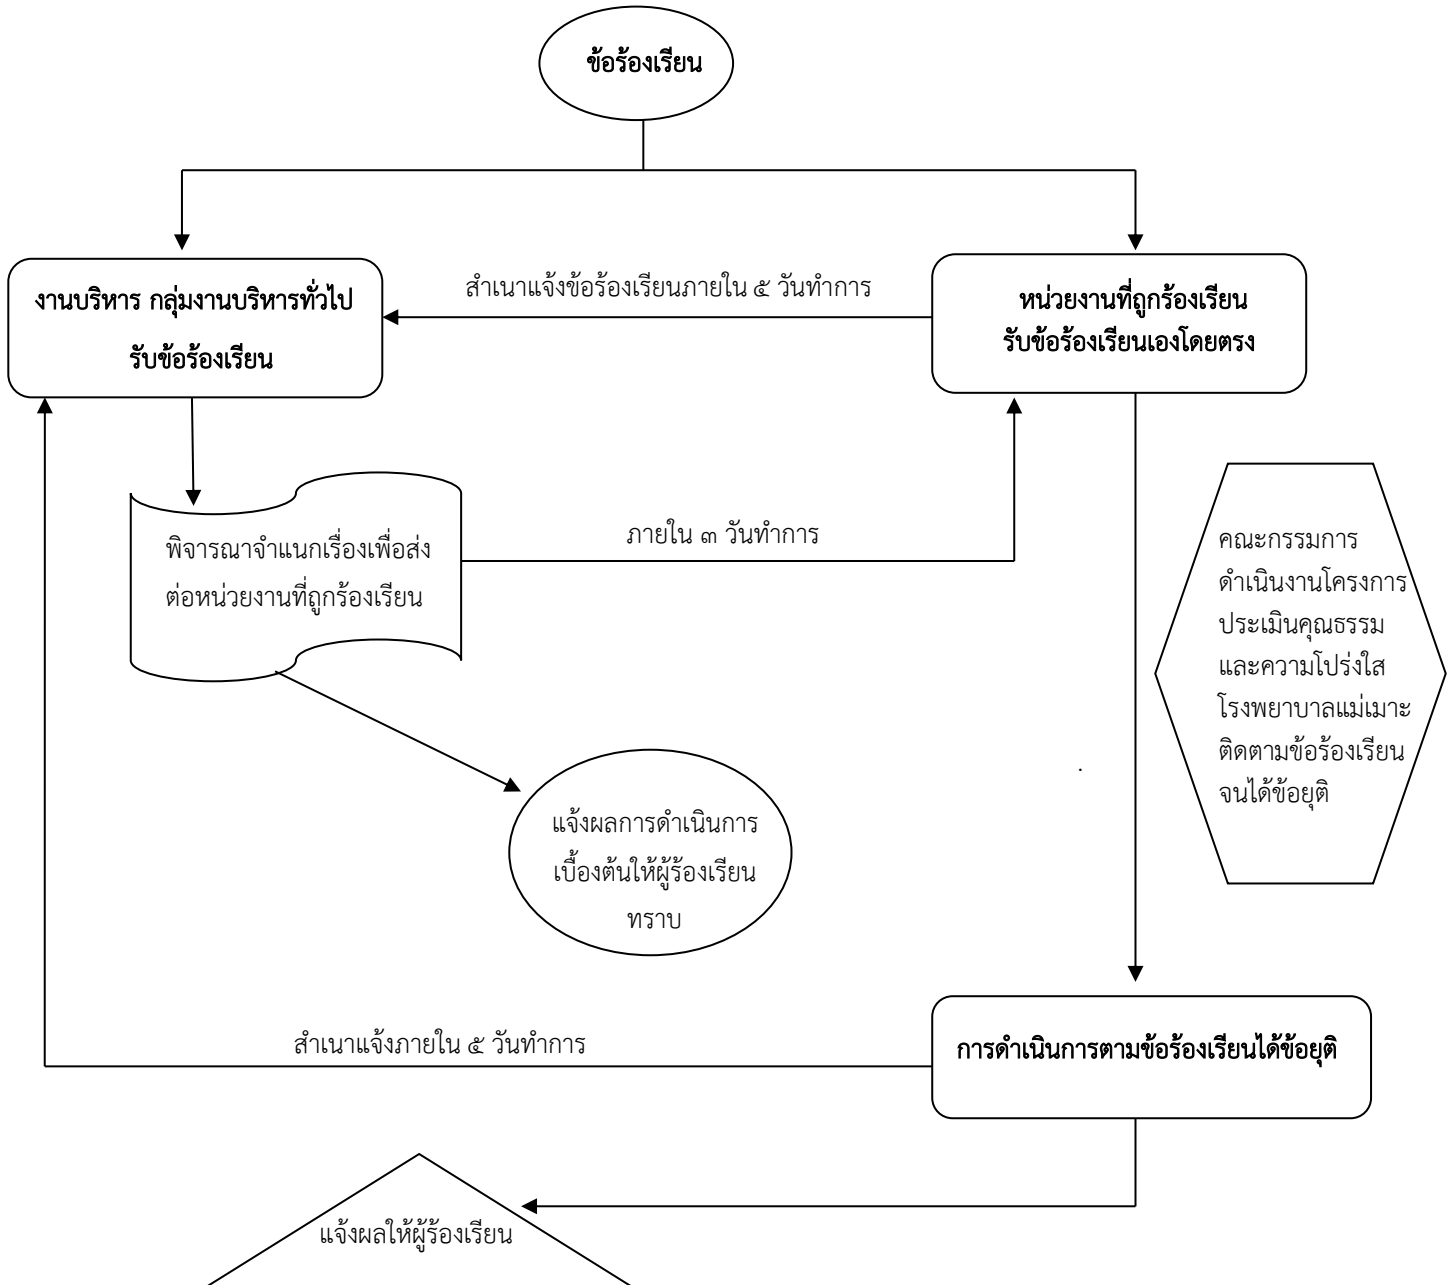 ข้อร้องเรียน
งานบริหาร กลุ่มงานบริหารทั่วไป
รับข้อร้องเรียน
สำเนาแจ้งข้อร้องเรียนภายใน ๕ วันทำการ
หน่วยงานที่ถูกร้องเรียน
รับข้อร้องเรียนเองโดยตรง
พิจารณาจำแนกเรื่องเพื่อส่ง
ต่อหน่วยงานที่ถูกร้องเรียน
ภายใน ๓ วันทำการ
คณะกรรมการ
ดำเนินงานโครงการ
ประเมินคุณธรรม
และความโปร่งใส
โรงพยาบาลแม่เมาะ
ติดตามข้อร้องเรียน
จนได้ข้อยุติ
แจ้งผลการดำเนินการ
เบื้องต้นให้ผู้ร้องเรียน
ทราบ
สำเนาแจ้งภายใน ๕ วันทำการ
การดำเนินการตามข้อร้องเรียนได้ข้อยุติ
แจ้งผลให้ผู้ร้องเรียน